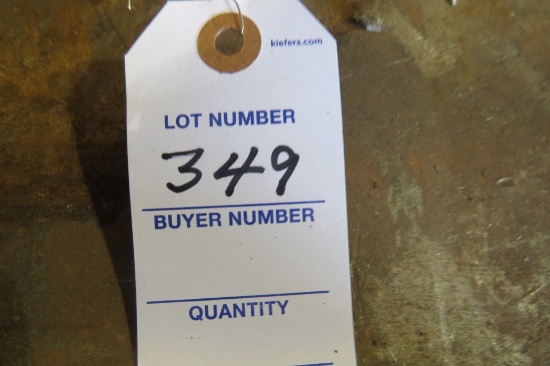 kiefers.com
LOT NUMBER
349
BUYER NUMBER
QUANTITY